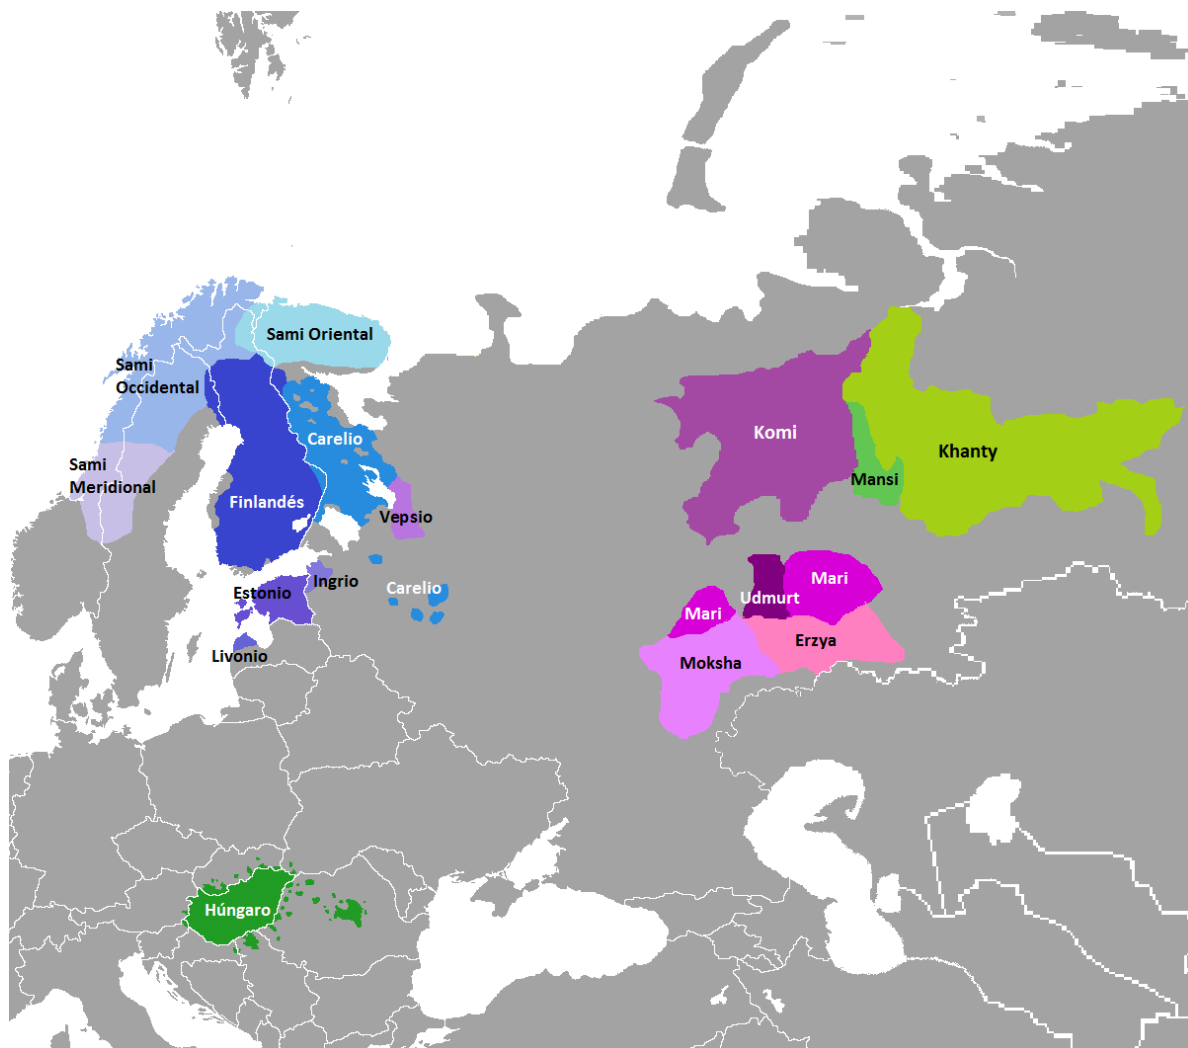 Sami Oriental
Sami
Occidental
Carelio
Komi
Khanty
Sami
Meridional
Mansi
Finlandés
Vepsio
Ingrio
Mari
Estonio
Carelio
Udmurt
Mari
Erzya
Livonio
Moksha
Húngaro